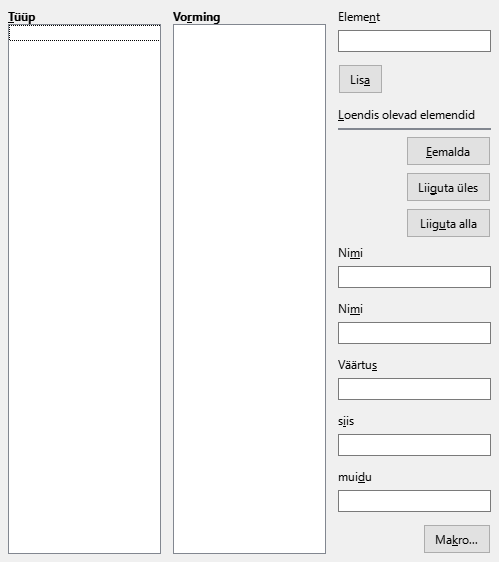 Tüüp
Vorming
Element
Lisa
Loendis olevad elemendid
Eemalda
Liiguta üles
Liiguta alla
Nimi
Nimi
Väärtus
siis
muidu
Makro...